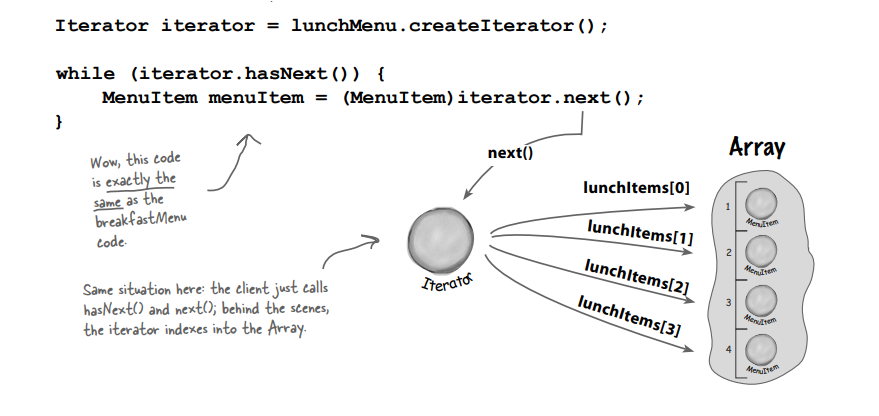 Iterator iterator = lunchMenu.createIterator();
while (iterator.hasNext()) {
MenuItem menuItem = (MenuItem)iterator.next();
}
Wow, this code
is exactly the
same as the
breakfastMenu
code.
next()
Array
lunchItems[0]
lunchItems[1]
lunchItems[2]
lunchItems[3]
Iterator
1
MenuItem
2
MenuItem
3
MenuItem
4
MenuItem
Same situation here: the client just calls
hasNext() and next(); behind the scenes,
the iterator indexes into the Array.